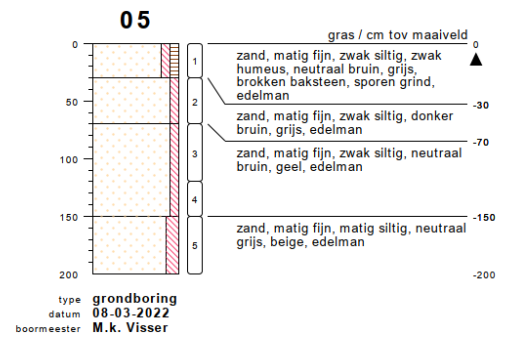 05
gras / cm tov maaiveld
0
0
1
zand, matig fijn, zwak siltig, zwak
humeus, neutraal bruin, grijs,
brokken baksteen, sporen grind,
edelman
-30
50
2
zand, matig fijn, zwak siltig, donker
bruin, grijs, edelman
-70
100
3
zand, matig fijn, zwak siltig, neutraal
bruin, geel, edelman
4
150
-150
5
zand, matig fijn, matig siltig, neutraal
grijs, beige, edelman
200
-200
type grondboring
datum 08-03-2022
boormeester M.k. Visser